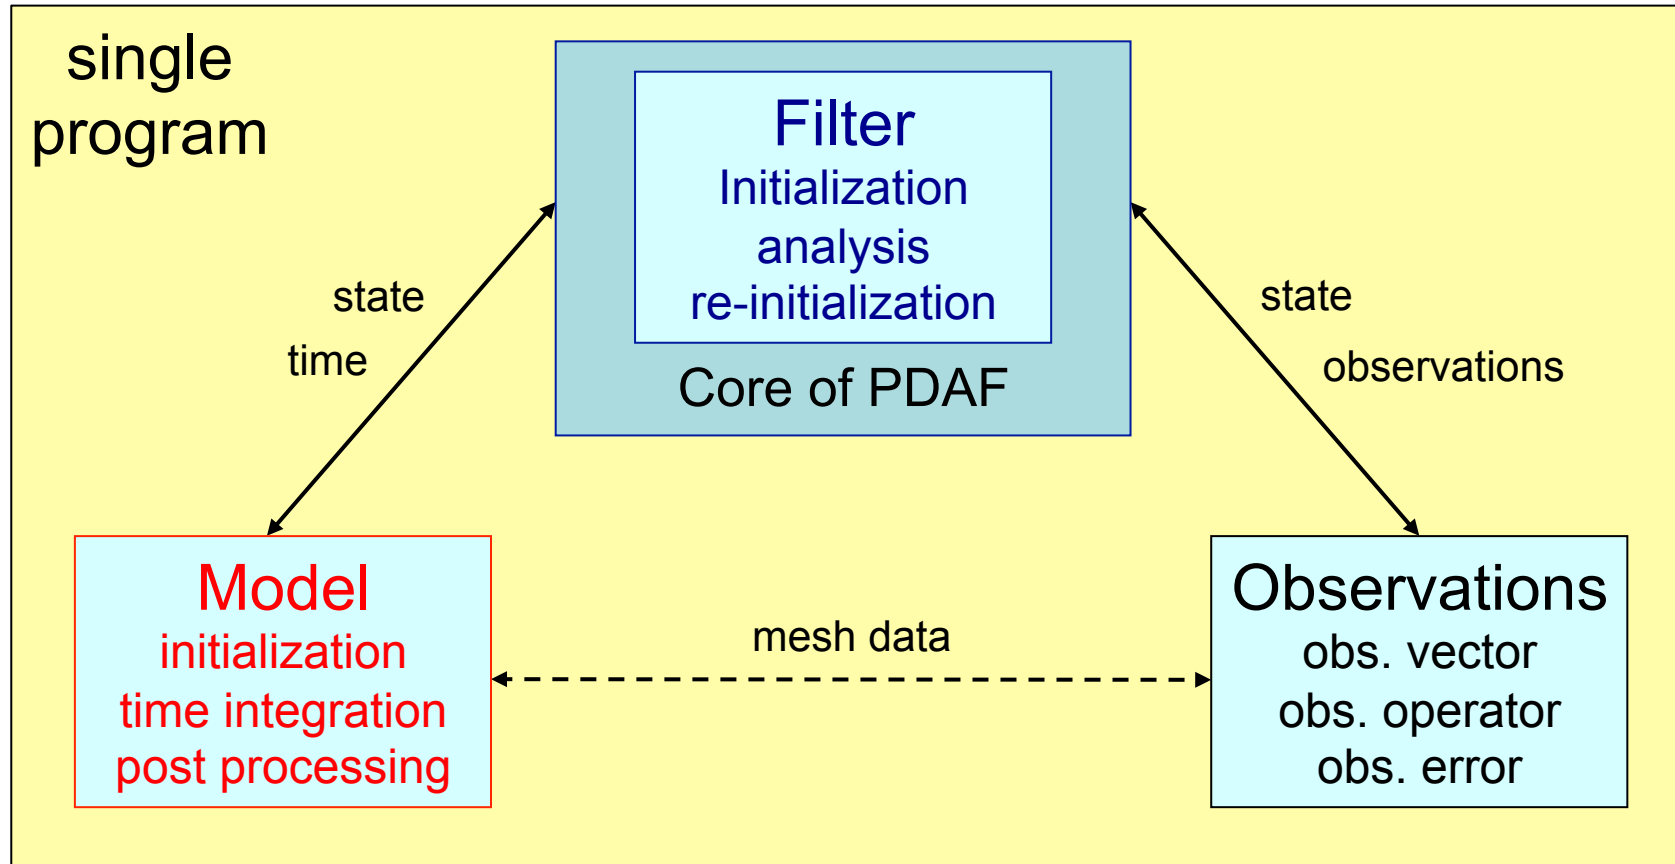 single
program
Filter
Initialization
analysis
re-initialization
Core of PDAF
state
time
state
observations
Model
initialization
time integration
post processing
mesh data
Observations
obs. vector
obs. operator
obs. error